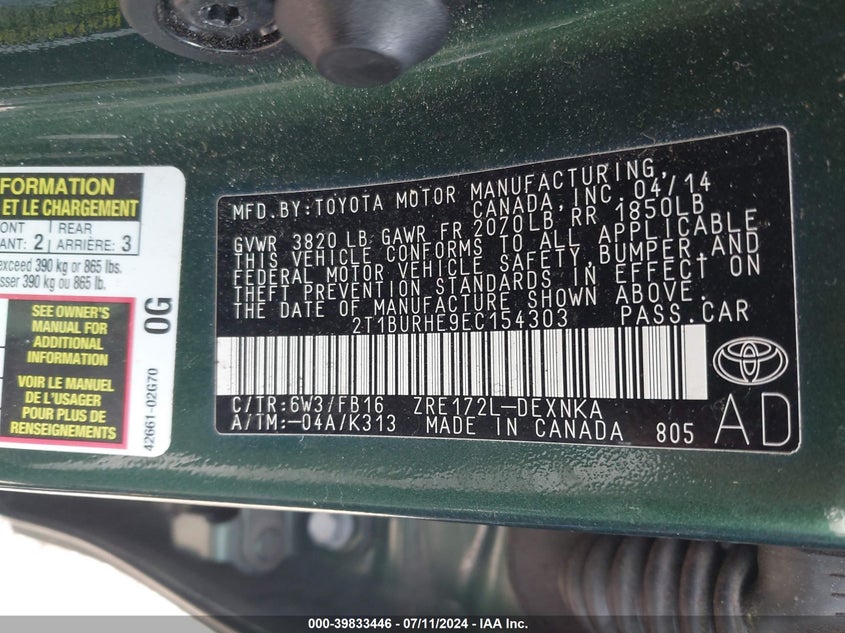 FORMATION
ET LE CHARGEMENT
ONT 2 REAR
ANT: ARRIÈRE: 3
exceed 390 kg or 865 lbs.
sser 390 kg ou 865 lb.
SEE OWNER'S
MANUAL FOR
ADDITIONAL
INFORMATION
VOIR LE MANUEL
DE L'USAGER
POUR PLUS DE
RENSEIGNEMENTS
42661-02G70
0G
MFD.BY:TOYOTA MOTOR MANUFACTURING,
CANADA,INC. 04/14
GVWR 3820 LB GAWR FR 2070LB,RR 1850LB
THIS VEHICLE CONFORMS TO ALL APPLICABLE
FEDERAL MOTOR VEHICLE SAFETY,BUMPER,AND
THEFT PREVENTION STANDARDS IN EFFECT ON
THE DATE OF MANUFACTURE SHOWN ABOVE.
2T1BURHE9EC154303 PASS.CAR
C/TR:6W3/FB16 ZRE172L-DEXNKA
A/TM:-04A/K313 MADE IN CANADA 805
AD
000-39833446 - 07/11/2024 - IAA Inc.